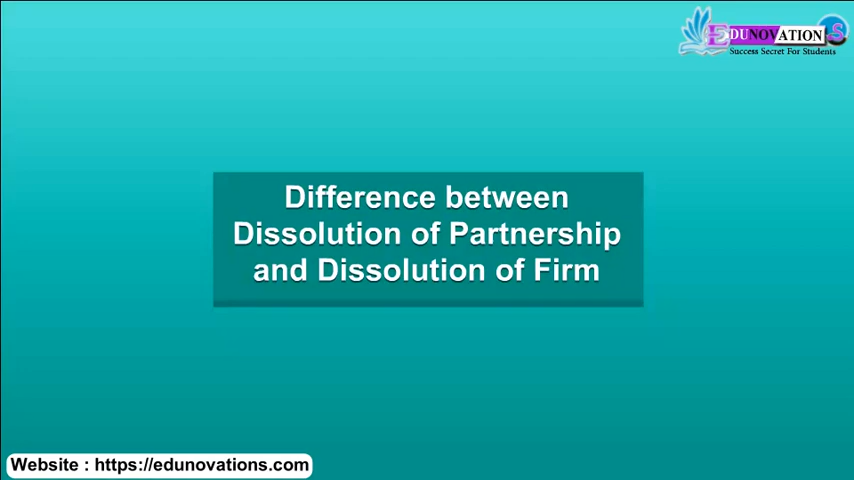 EDUNOVATIONS
Success Secret For Students
Difference between
Dissolution of Partnership
and Dissolution of Firm
Website : https://edunovations.com